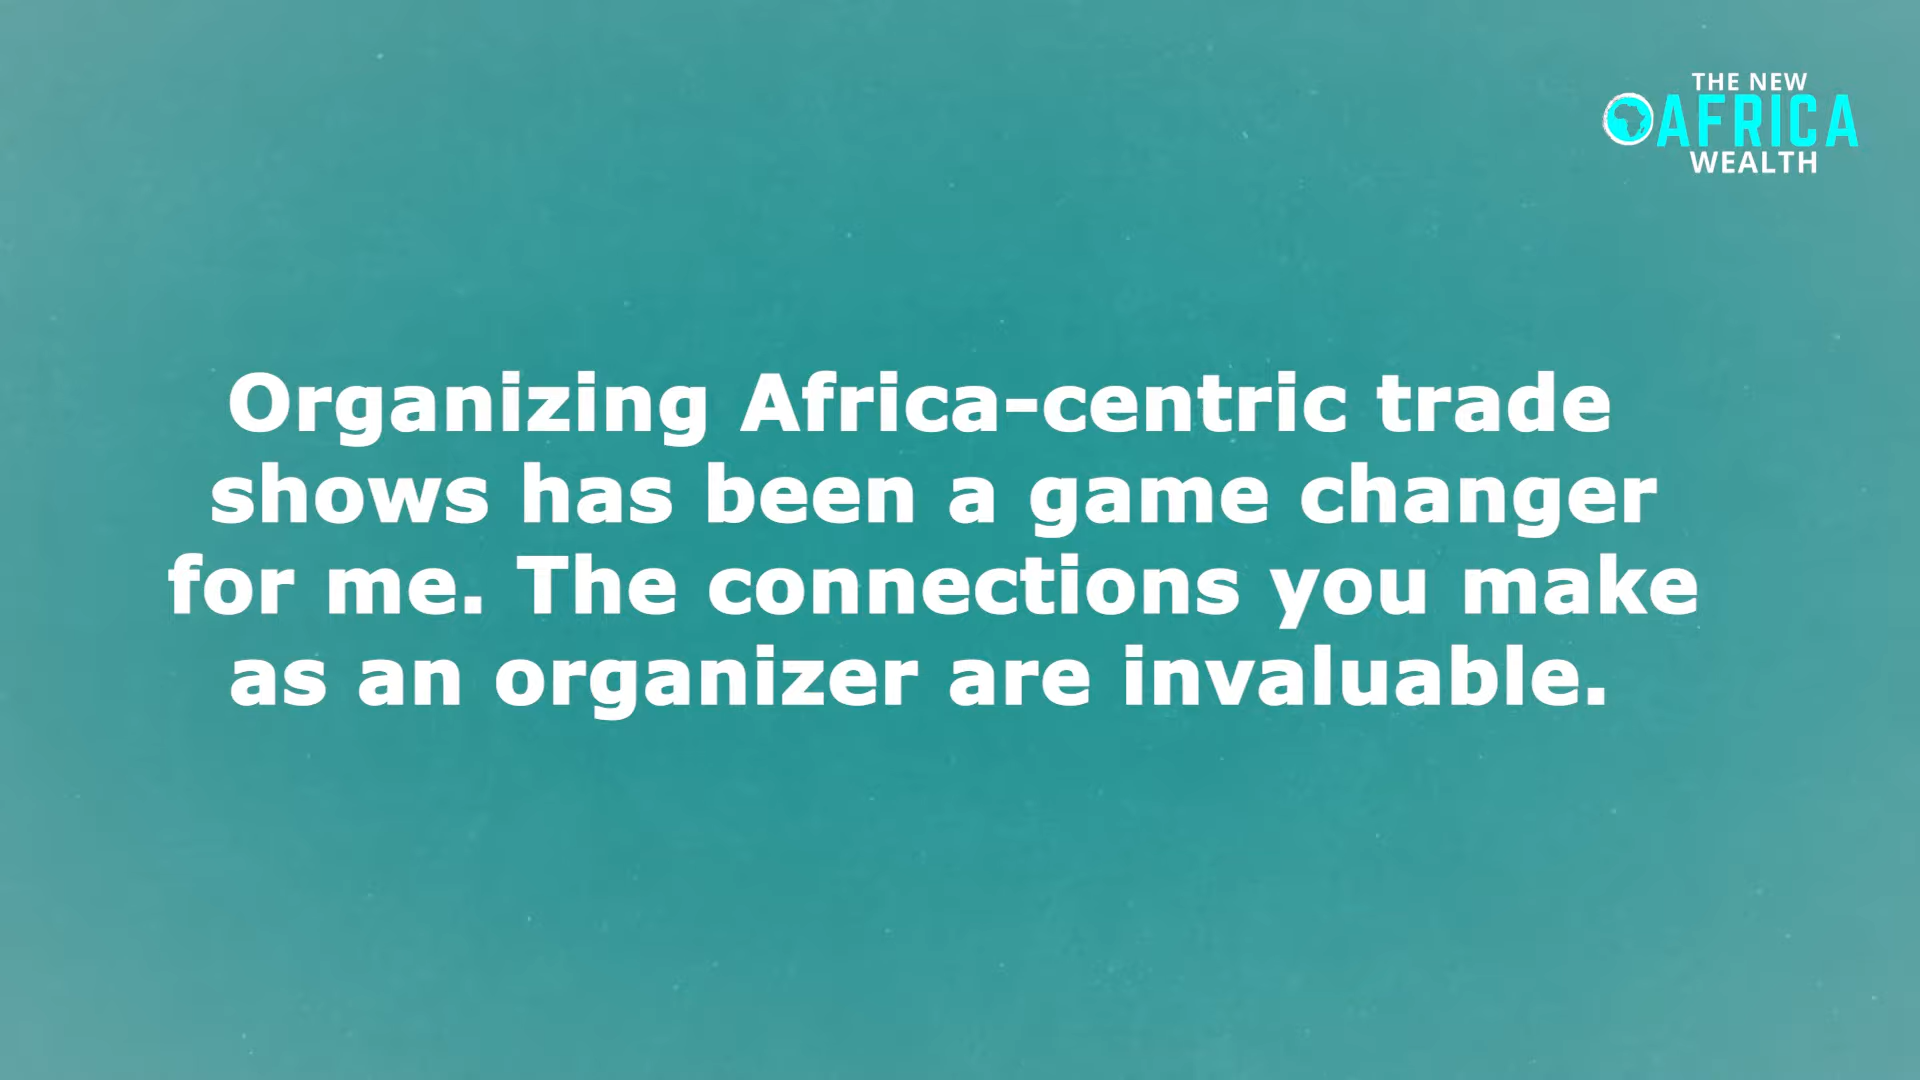 THE NEW
AFRICA
WEALTH
Organizing Africa-centric trade
shows has been a game changer
for me. The connections you make
as an organizer are invaluable.